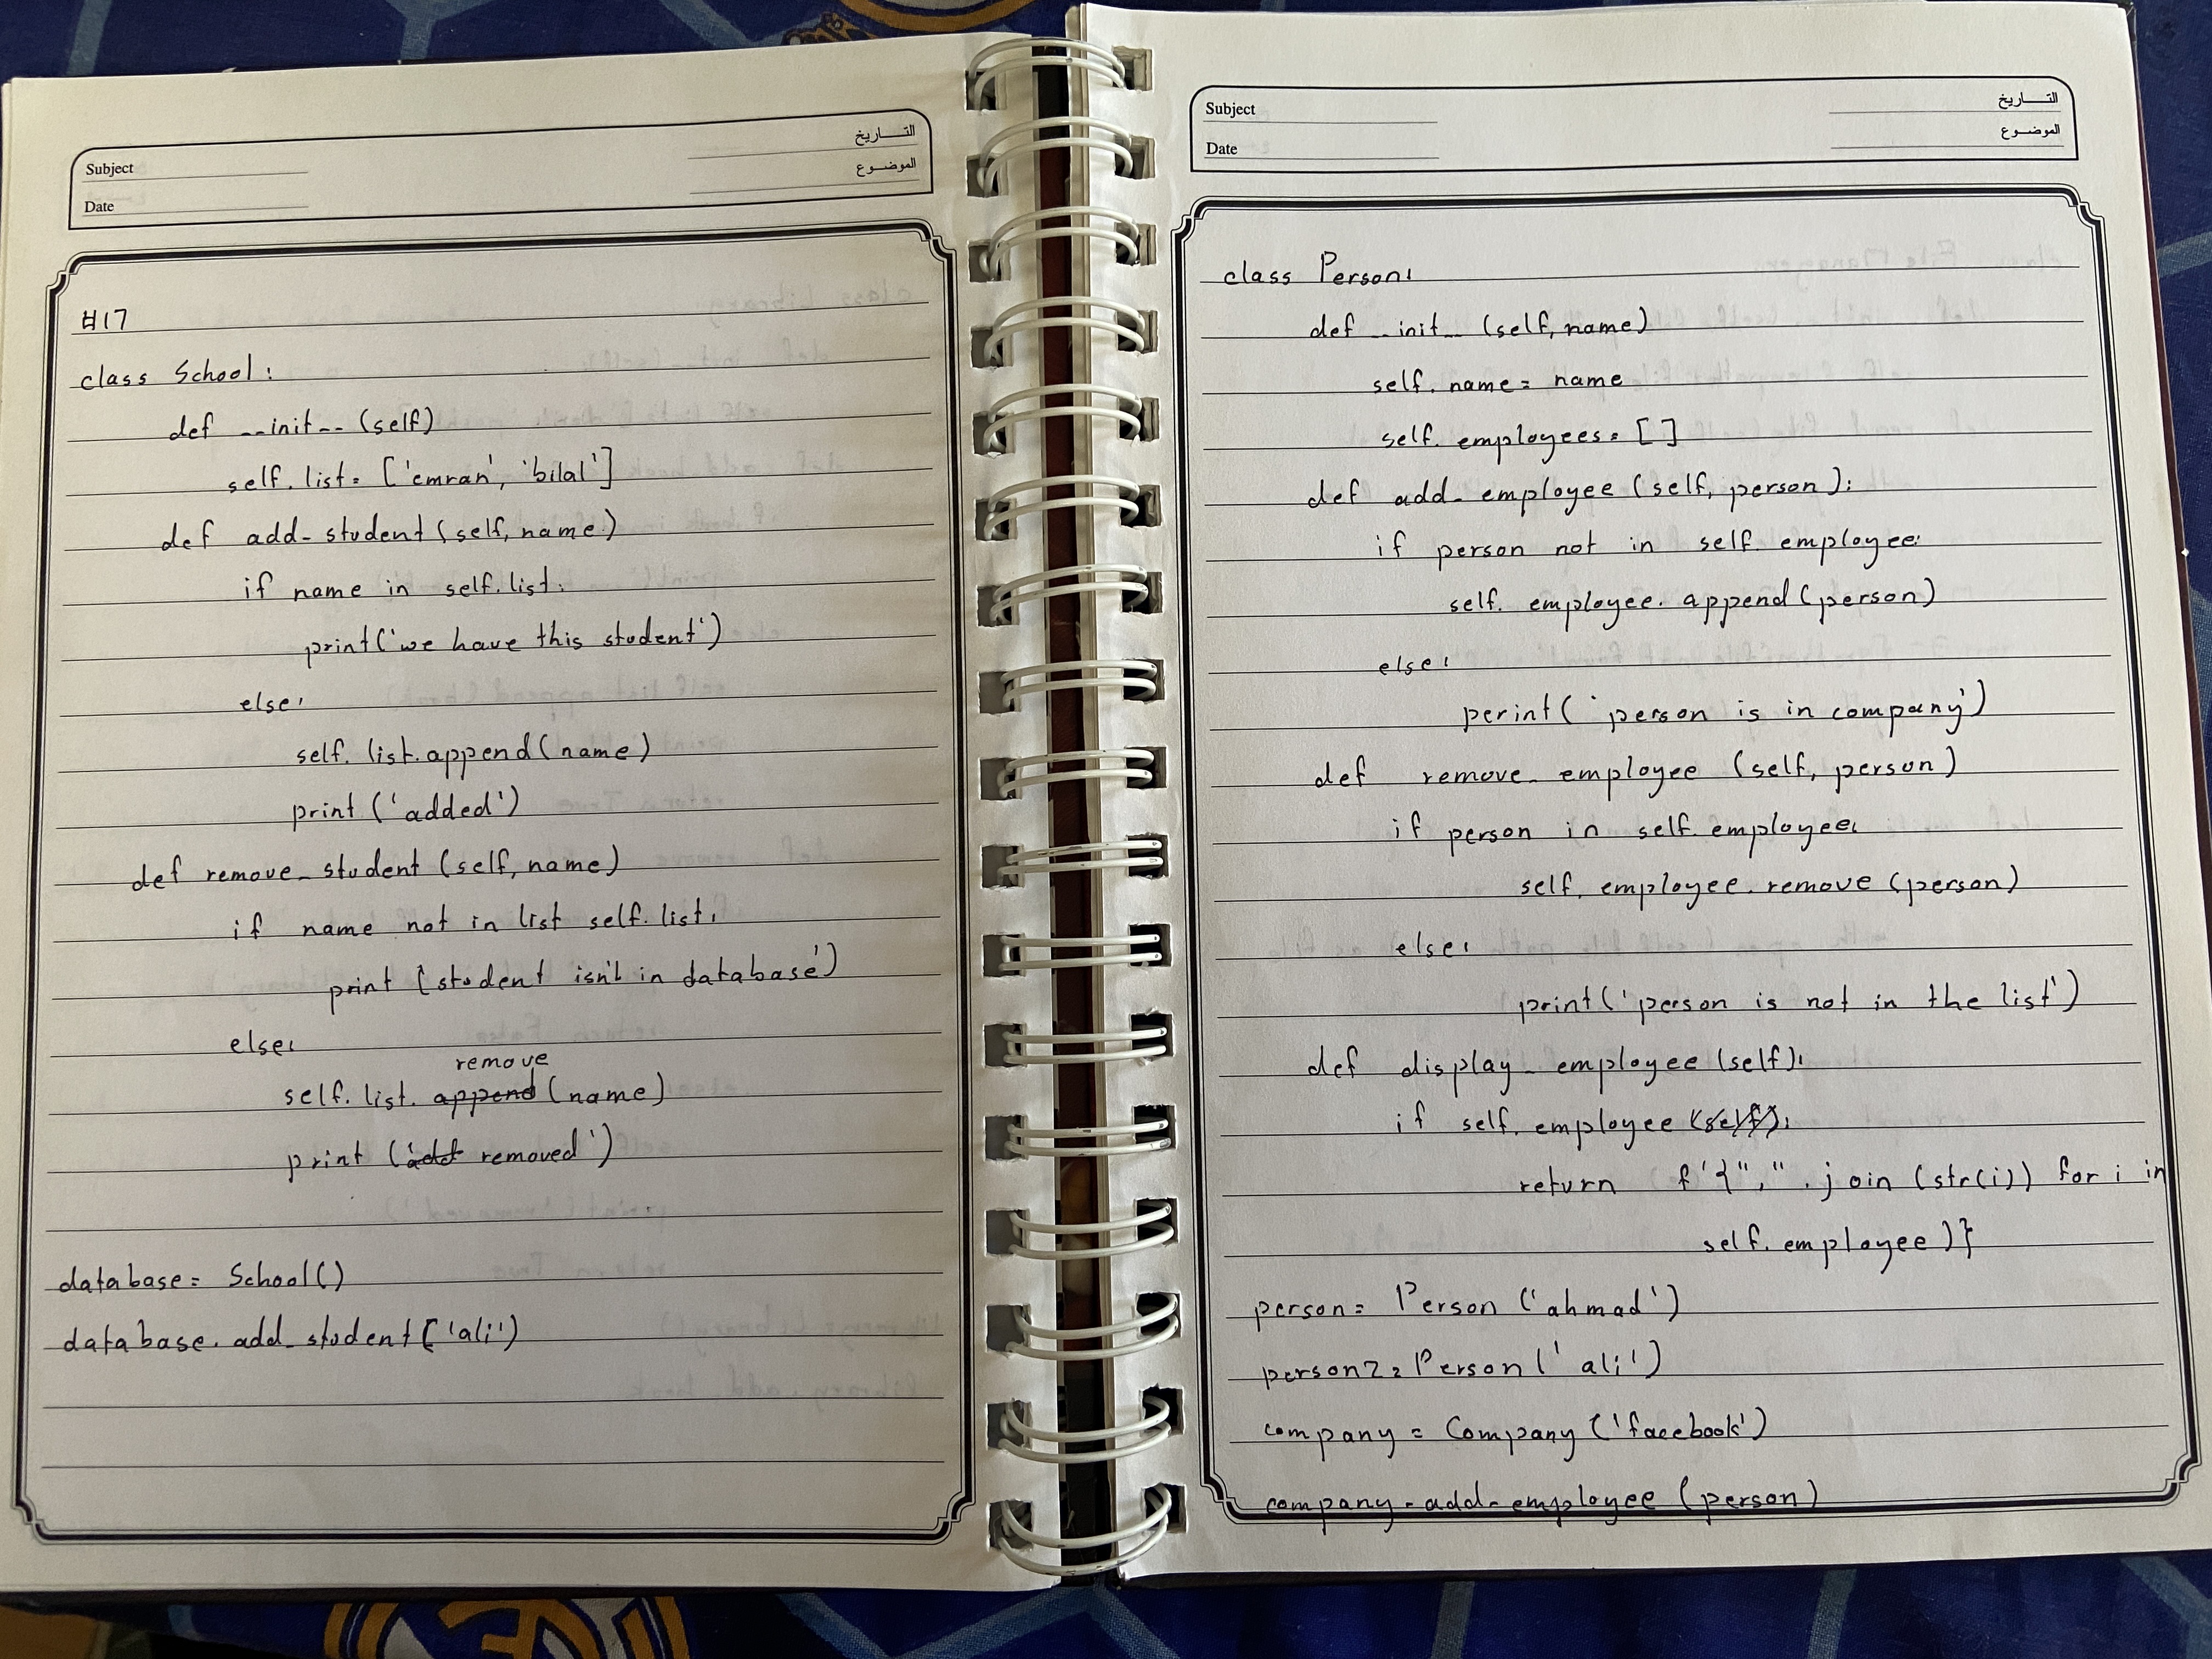 Subject
التـــاريخ
Date
الموضـــوع
H17
class School:
def __init__(self)
self.list = ['emran', 'bilal']
def add_student(self, name)
if name in self.list:
print('we have this student')
else:
self.list.append(name)
print('added')
def remove_student(self, name)
if name not in list self.list:
print(student isn't in database')
else:
remove
self.list.append(name)
print(' removed')
database = School()
database.add_student('ali')
Subject
التـــاريخ
Date
الموضـــوع
class Person:
def __init__(self, name)
self.name = name
self.employees = []
def add_employee(self, person):
if person not in self employee:
self.employee.append(person)
else:
perint('person is in company')
def remove_employee (self, person)
if person in self.employee:
self.employee.remove(person)
else:
print('person is not in the list')
def display_employee(self):
if self.employee(self):
return f'{", ".join(str(i)) for i in
self.employee)}
person = Person('ahmad')
person2 = Person('ali')
company = Company('facebook')
company-add-employee (person)